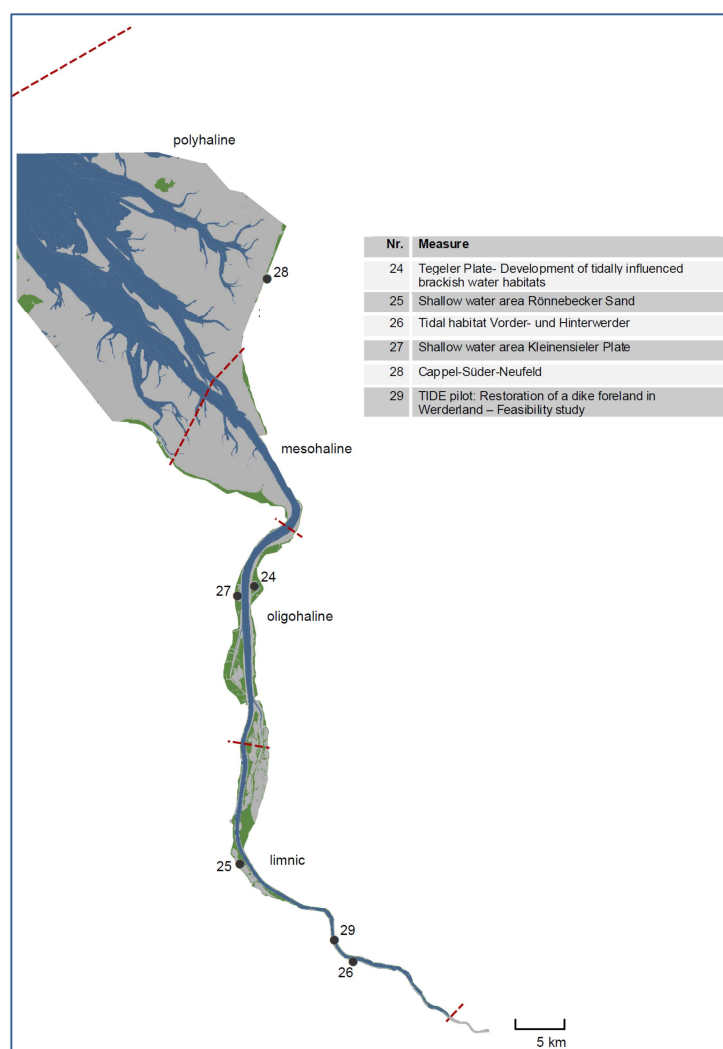 polyhaline
28
Nr. Measure
24 Tegeler Plate- Development of tidally influenced
brackish water habitats
25 Shallow water area Rönnebecker Sand
26 Tidal habitat Vorder- und Hinterwerder
27 Shallow water area Kleinensieler Plate
28 Cappel-Süder-Neufeld
29 TIDE pilot: Restoration of a dike foreland in
Werderland – Feasibility study
mesohaline
24
27
oligohaline
25
limnic
29
26
5 km